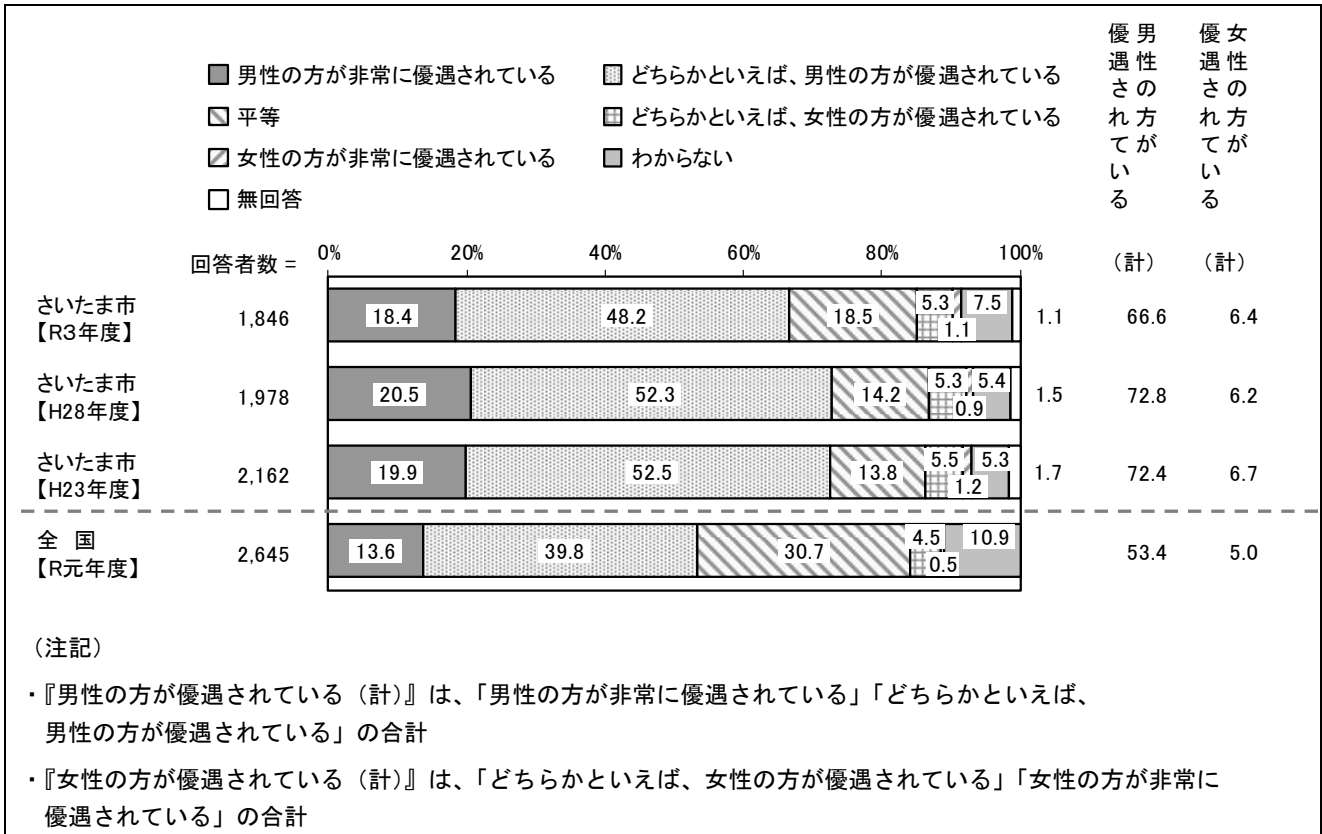 男性の方が
優遇されている
女性の方が
優遇されている
男性の方が非常に優遇されている
どちらかといえば、男性の方が優遇されている
平等
どちらかといえば、女性の方が優遇されている
女性の方が非常に優遇されている
わからない
無回答
回答者数 =
0% 20% 40% 60% 80% 100%
（計） （計）
さいたま市
【R3年度】
1,846 18.4 48.2 18.5 5.3 1.1 7.5 1.1 66.6 6.4
さいたま市
【H28年度】
1,978 20.5 52.3 14.2 5.3 0.9 5.4 1.5 72.8 6.2
さいたま市
【H23年度】
2,162 19.9 52.5 13.8 5.5 1.2 5.3 1.7 72.4 6.7
全 国
【R元年度】
2,645 13.6 39.8 30.7 4.5 0.5 10.9 53.4 5.0
（注記）
・『男性の方が優遇されている（計）』は、「男性の方が非常に優遇されている」「どちらかといえば、
男性の方が優遇されている」の合計
・『女性の方が優遇されている（計）』は、「どちらかといえば、女性の方が優遇されている」「女性の方が非常に
優遇されている」の合計